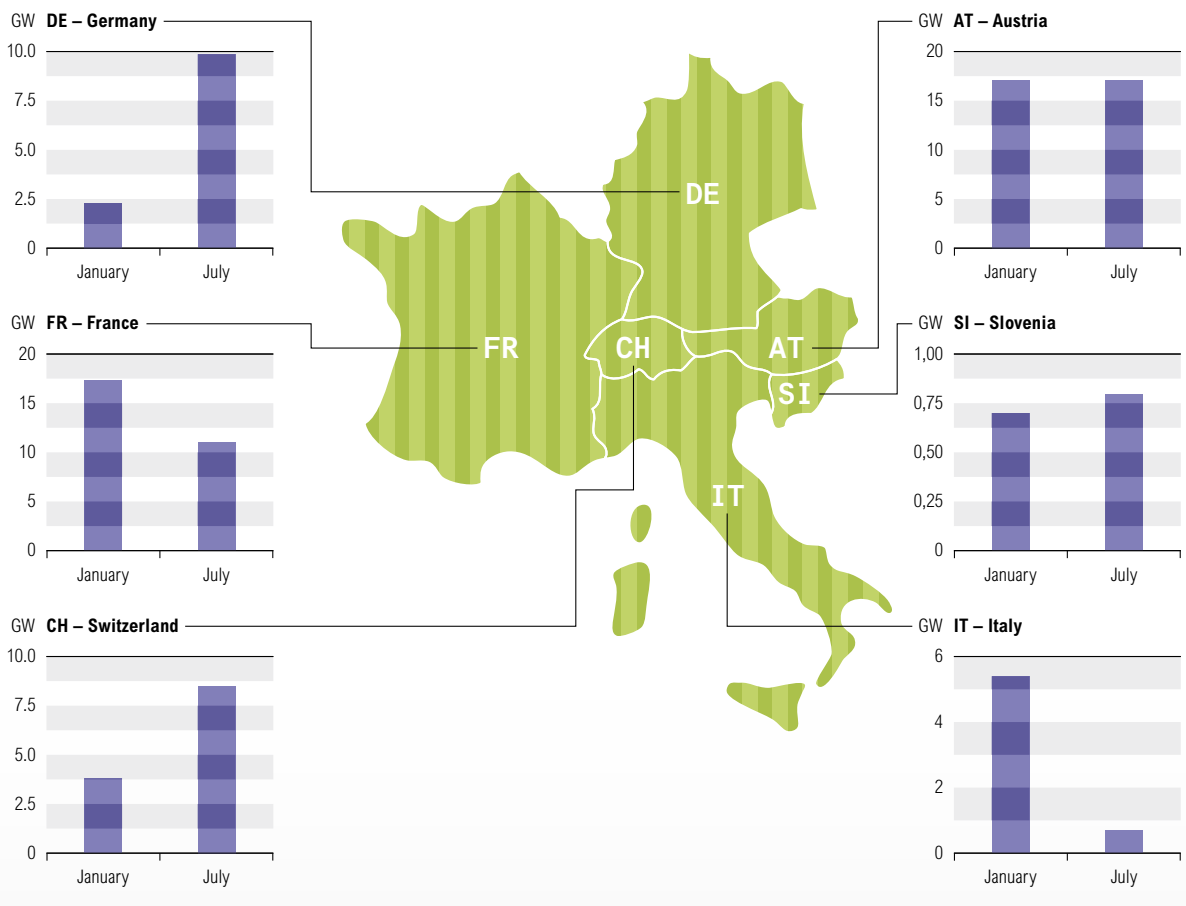 GW DE – Germany
10.0
7.5
5.0
2.5
0
January July
GW FR – France
20
15
10
5
0
January July
GW CH – Switzerland
10.0
7.5
5.0
2.5
0
January July
DE
FR
CH
AT
SI
IT
GW AT – Austria
20
15
10
5
0
January July
GW SI – Slovenia
1,00
0,75
0,50
0,25
0
January July
GW IT – Italy
6
4
2
0
January July